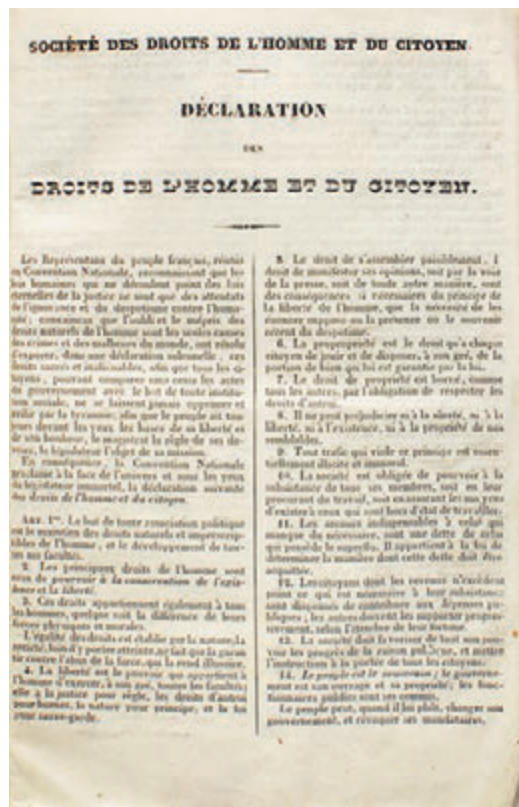 SOCIÉTÉ DES DROITS DE L'HOMME ET DU CITOYEN.
DÉCLARATION
DES
DROITS DE L'HOMME ET DU CITOYEN.
Les Représentans du peuple français, réunis
en Convention Nationale, reconnaissant que les
lois humaines qui ne découlent point des lois
éternelles de la justice ne sont que des attentats
de l'ignorance et du despotisme contre l'huma-
nité; convaincus que l'oubli et le mépris des
droits naturels de l'homme sont les seules causes
des crimes et des malheurs du monde, ont résolu
d'exposer, dans une déclaration solennelle, ces
droits sacrés et inaliénables, afin que tous les ci-
toyens, pouvant comparer sans cesse les actes
du gouvernement avec le but de toute institu-
tion sociale, ne se laissent jamais opprimer et
avilir par la tyrannie; afin que le peuple ait tou-
jours devant les yeux les bases de sa liberté et
de son bonheur, le magistrat la règle de ses de-
voirs, le législateur l'objet de sa mission.
En conséquence, la Convention Nationale
proclame à la face de l'univers et sous les yeux
du législateur immortel, la déclaration suivante
des droits de l'homme et du citoyen.
ART. 1er. Le but de toute association politique
est le maintien des droits naturels et imprescrip-
tibles de l'homme, et le développement de tou-
tes ses facultés.
2. Les principaux droits de l'homme sont
ceux de pourvoir à la conservation de l'exis-
tence et la liberté.
3. Ces droits appartiennent également à tous
les hommes, quelque soit la différence de leurs
forces physiques et morales.
L'égalité des droits est établie par la nature; la
société, loin d'y porter atteinte, ne fait que la garan-
tir contre l'abus de la force, qui la rend illusoire.
4. La liberté est le pouvoir qui appartient à
l'homme d'exercer, à son gré, toutes les facultés;
elle a la justice pour règle, les droits d'autrui
pour bornes, la nature pour principe, et la loi
pour sauve-garde.
5. Le droit de s'assembler paisiblement, l
droit de manifester ses opinions, soit par la voie
de la presse, soit de toute autre manière, sont
des conséquences si nécessaires du principe de
la liberté de l'homme, que la nécessité de les
énoncer suppose ou la présence ou le souvenir
récent du despotisme.
6. La propropriété est le droit qu'a chaque
citoyen de jouir et de disposer, à son gré, de la
portion de bien qui lui est garantie par la loi.
7. Le droit de propriété est borné, comme
tous les autres, par l'obligation de respecter les
droits d'autrui.
8. Il ne peut préjudicier ni à la sûreté, ni à la
liberté, ni à l'existence, ni à la propriété de nos
semblables.
9. Tout trafic qui viole ce principe est essen-
tiellement illicite et immoral.
10. La société est obligée de pourvoir à la
subsistance de tous ses membres, soit en leur
procurant du travail, soit en assurant les moyens
d'exister à ceux qui sont hors d'état de travailler.
11. Les secours indispensables à celui qui
manque du nécessaire, sont une dette de celui
qui possède le superflu. Il appartient à la loi de
déterminer la manière dont cette dette doit être
acquittée.
12. Les citoyens dont les revenus n'excèdent
point ce qui est nécessaire à leur subsistance
sont dispensés de contribuer aux dépenses pu-
bliques; les autres doivent les supporter progres-
sivement, selon l'étendue de leur fortune.
13. La société doit favoriser de tout son pou-
voir les progrès de la raison publique, et mettre
l'instruction à la portée de tous les citoyens.
14. Le peuple est le souverain; le gouverne-
ment est son ouvrage et sa propriété; les fonc-
tionnaires publics sont ses commis.
Le peuple peut, quand il lui plaît, changer son
gouvernement, et révoquer ses mandataires.